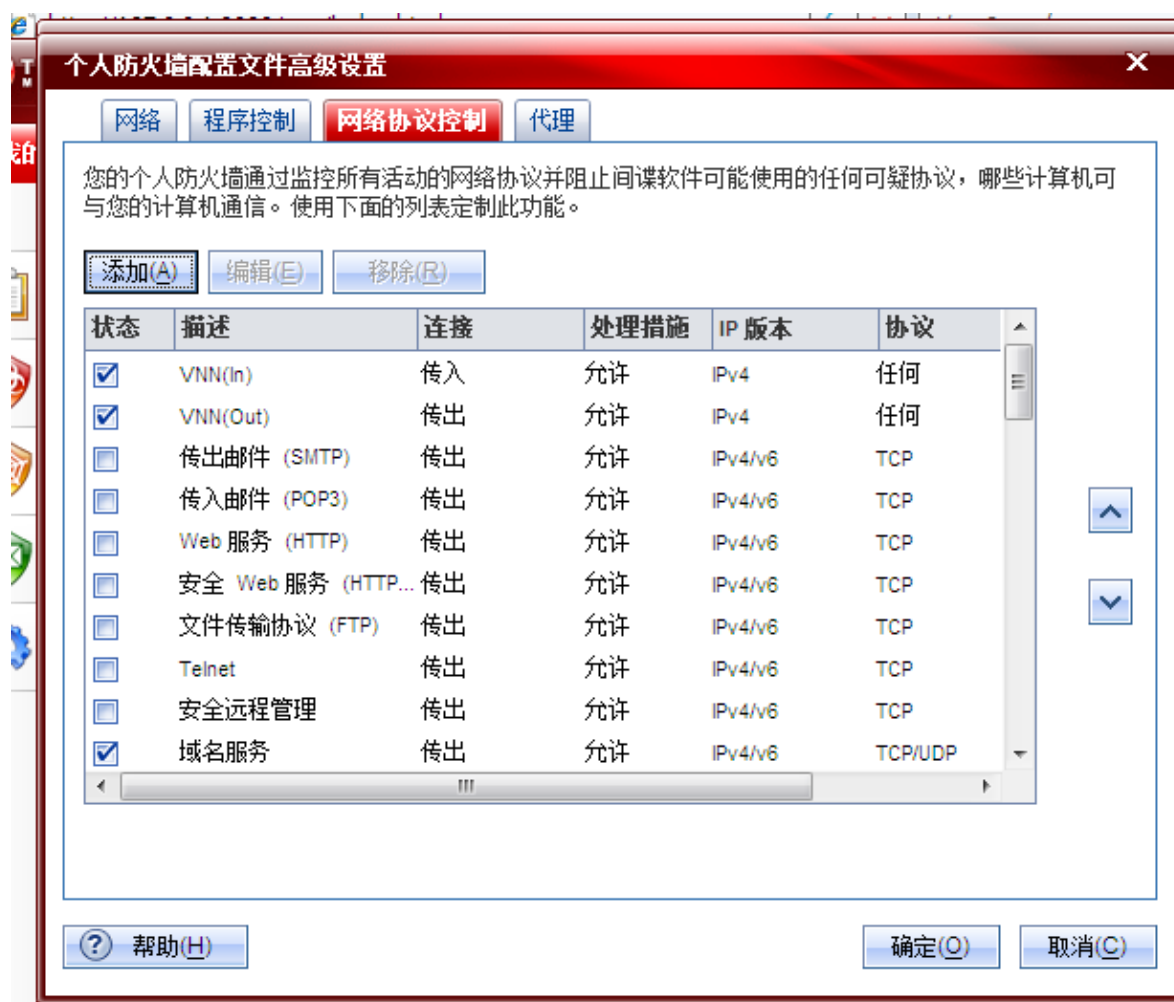 个人防火墙配置文件高级设置
网络 程序控制 网络协议控制 代理
您的个人防火墙通过监控所有活动的网络协议并阻止间谍软件可能使用的任何可疑协议，哪些计算机可
与您的计算机通信。使用下面的列表定制此功能。
添加(A) 编辑(E) 移除(R)
状态 描述 连接 处理措施 IP 版本 协议
VNN(In) 传入 允许 IPv4 任何
VNN(Out) 传出 允许 IPv4 任何
传出邮件 (SMTP) 传出 允许 IPv4/v6 TCP
传入邮件 (POP3) 传出 允许 IPv4/v6 TCP
Web 服务 (HTTP) 传出 允许 IPv4/v6 TCP
安全 Web 服务 (HTTP... 传出 允许 IPv4/v6 TCP
文件传输协议 (FTP) 传出 允许 IPv4/v6 TCP
Telnet 传出 允许 IPv4/v6 TCP
安全远程管理 传出 允许 IPv4/v6 TCP
域名服务 传出 允许 IPv4/v6 TCP/UDP
帮助(H) 确定(O) 取消(C)